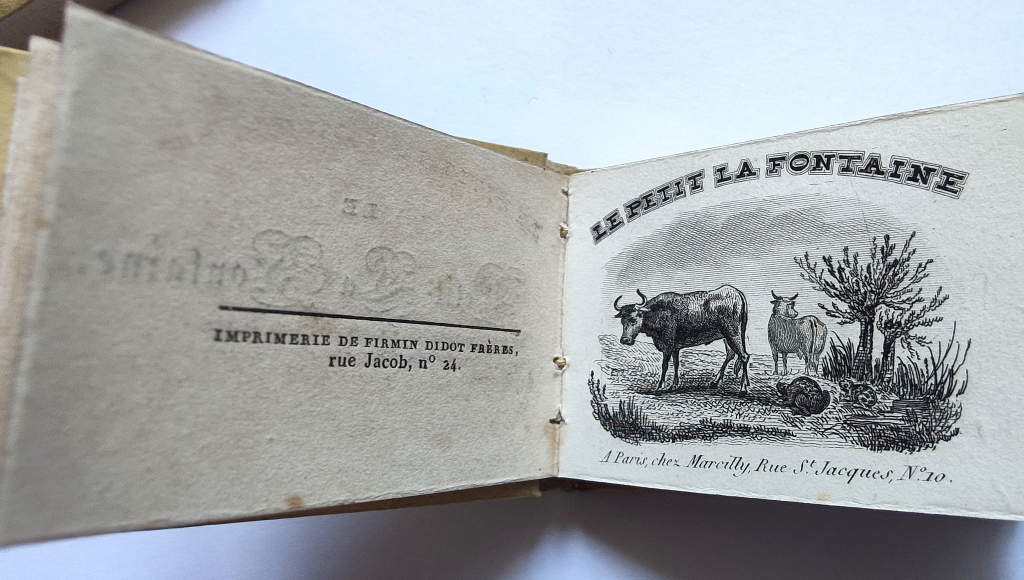 IMPRIMERIE DE FIRMIN DIDOT FRÈRES,
rue Jacob, nº 24.
LE PETIT LA FONTAINE
A Paris, chez Marcilly, Rue St. Jacques, Nº 10.